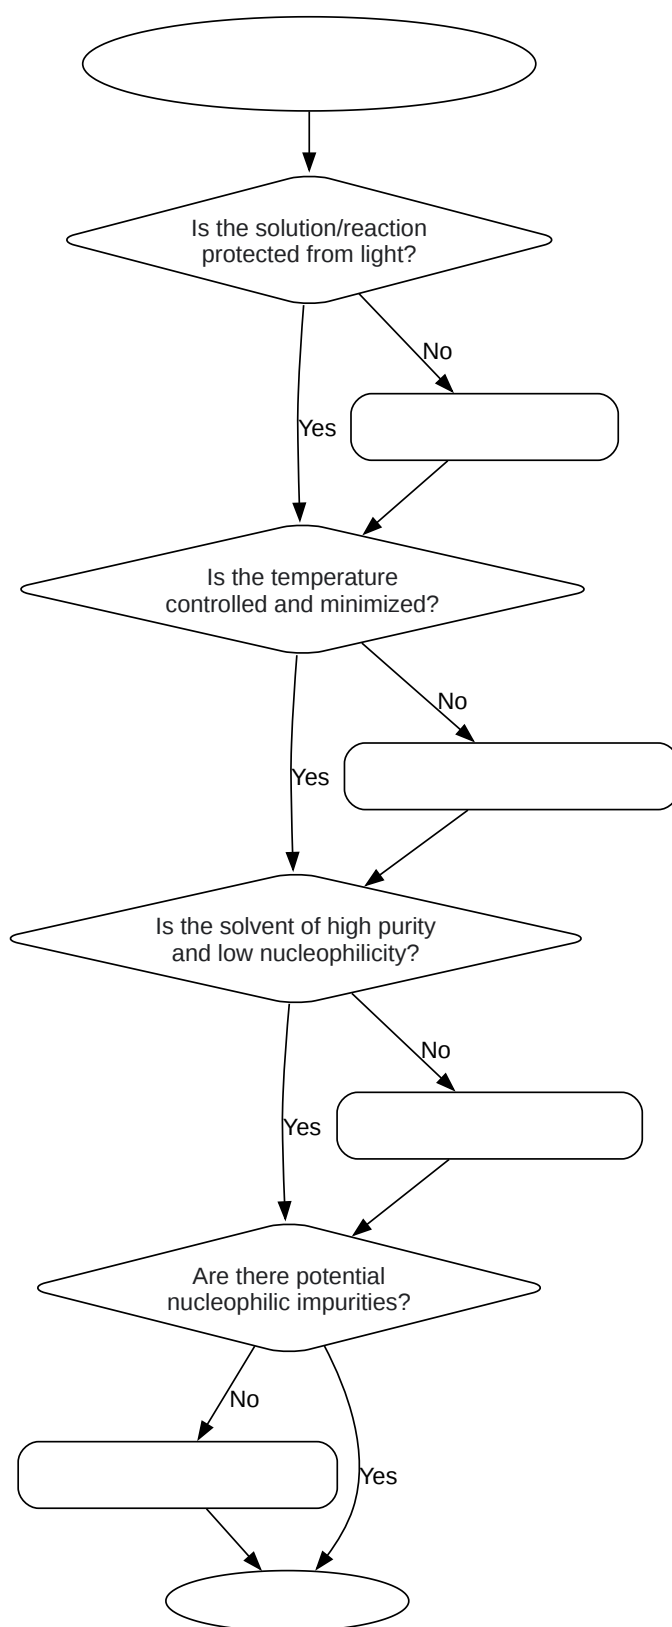 Is the solution/reaction
protected from light?
No
Yes
Is the temperature
controlled and minimized?
No
Yes
Is the solvent of high purity
and low nucleophilicity?
No
Yes
Are there potential
nucleophilic impurities?
No
Yes